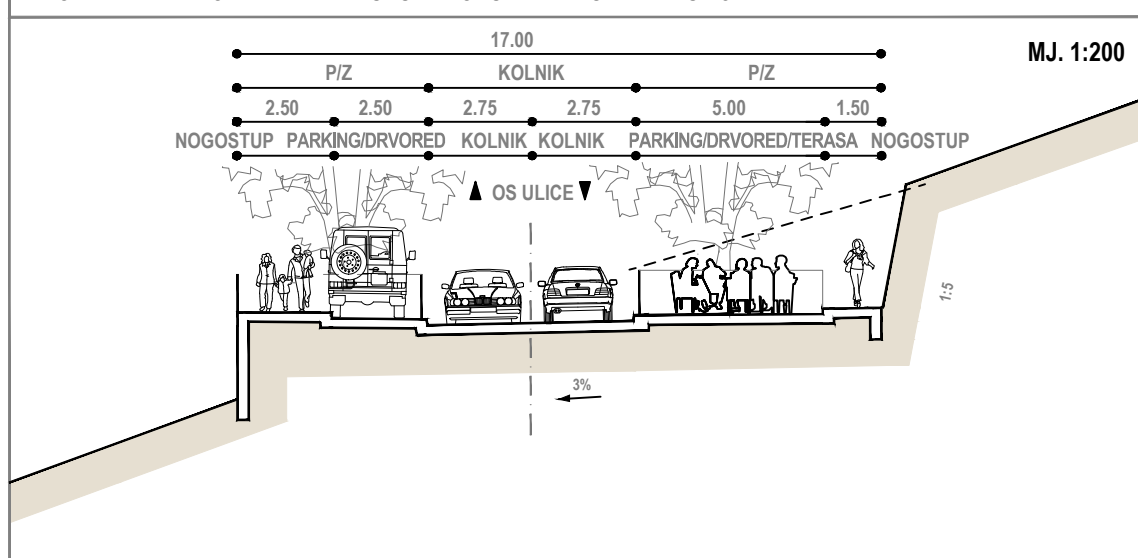 17.00
MJ. 1:200
P/Z KOLNIK P/Z
2.50 2.50 2.75 2.75 5.00 1.50
NOGOSTUP PARKING/DRVORED KOLNIK KOLNIK PARKING/DRVORED/TERASA NOGOSTUP
OS ULICE
1:5
3%